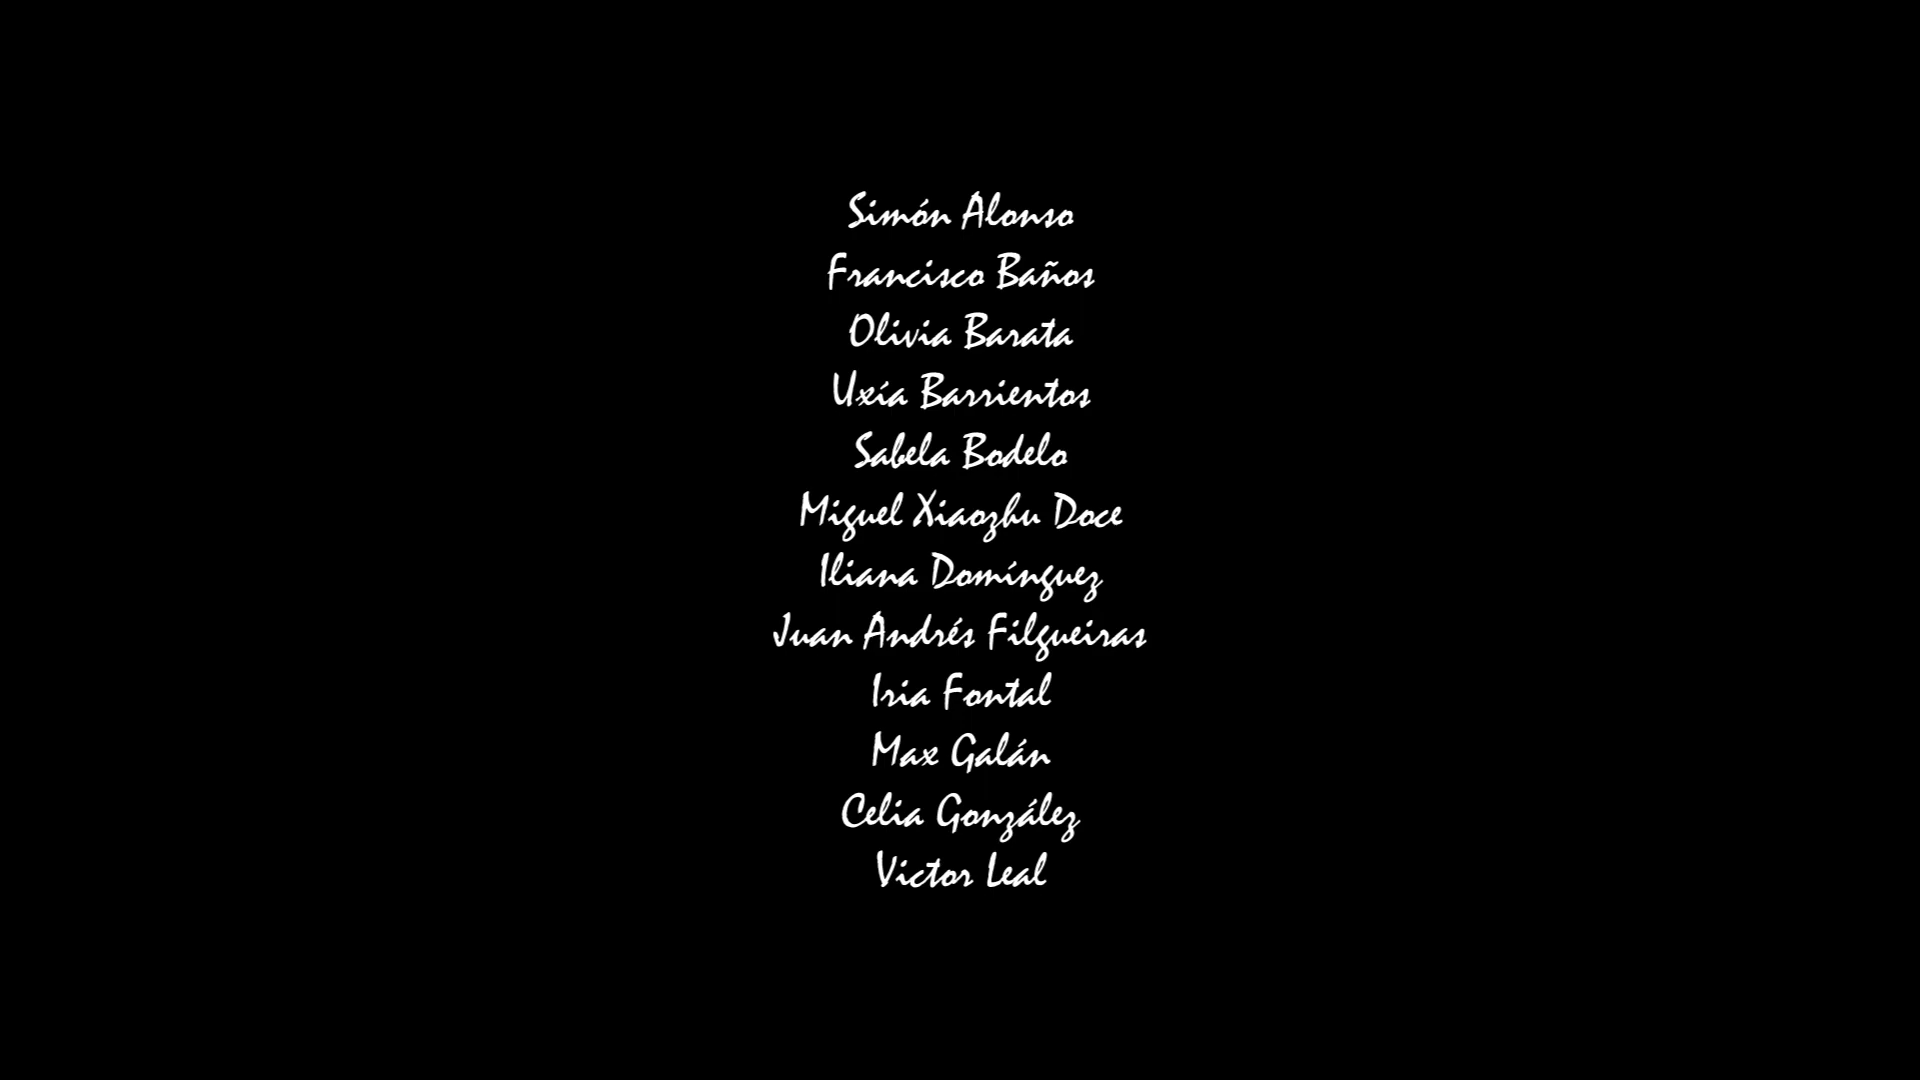 Simón Alonso
Francisco Baños
Olivia Barata
Uxía Barrientos
Sabela Bodelo
Miguel Xiaozhu Doce
Iliana Domínguez
Juan Andrés Filgueiras
Iria Fontal
Max Galán
Celia González
Victor Leal